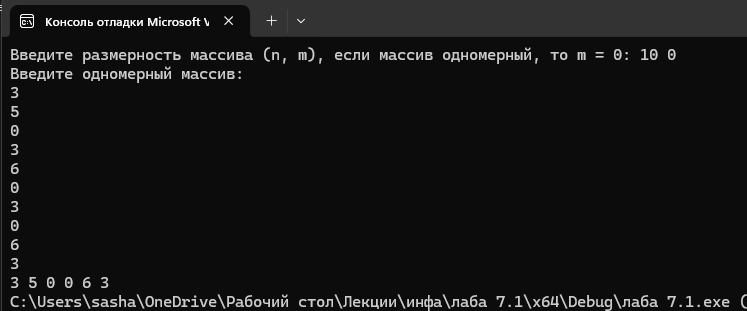 Консоль отладки Microsoft V
Введите размерность массива (n, m), если массив одномерный, то m = 0: 10 0
Введите одномерный массив:
3
5
0
3
6
0
3
0
6
3
3 5 0 0 6 3
C:\Users\sasha\OneDrive\Рабочий стол\Лекции\инфа\лаба 7.1\x64\Debug\лаба 7.1.exe (